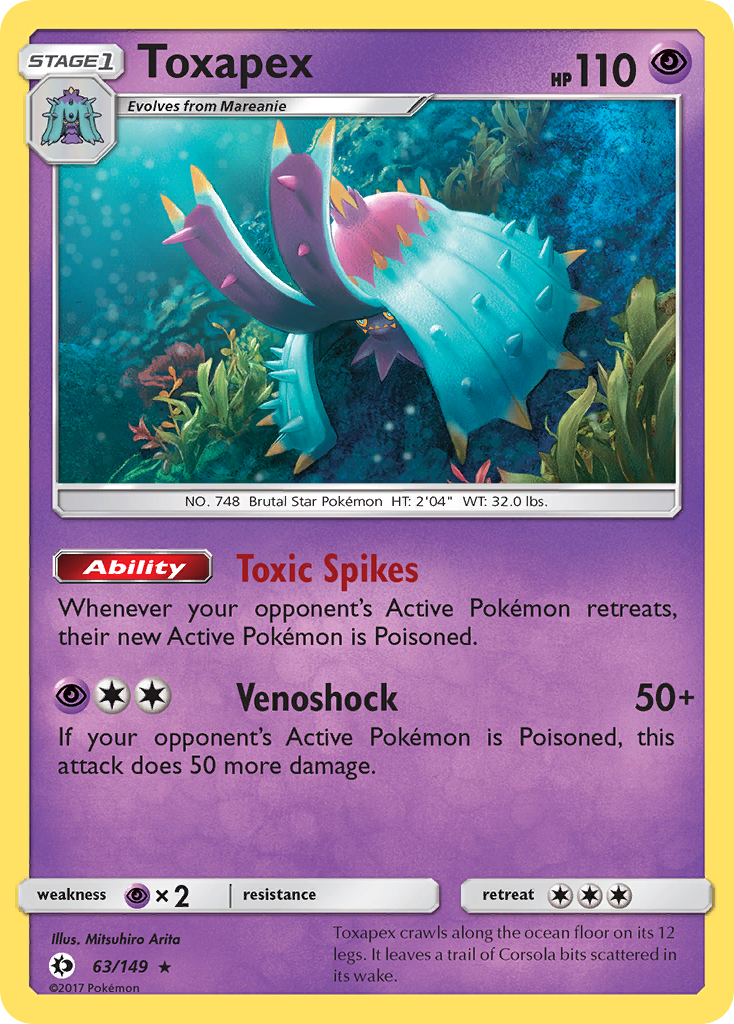 STAGE1
Toxapex
HP 110
Evolves from Mareanie
NO. 748 Brutal Star Pokémon HT: 2'04" WT: 32.0 lbs.
Ability Toxic Spikes
Whenever your opponent's Active Pokémon retreats,
their new Active Pokémon is Poisoned.
Venoshock 50+
If your opponent's Active Pokémon is Poisoned, this
attack does 50 more damage.
weakness ×2 resistance retreat
Illus. Mitsuhiro Arita
63/149 ★
©2017 Pokémon
Toxapex crawls along the ocean floor on its 12
legs. It leaves a trail of Corsola bits scattered in
its wake.